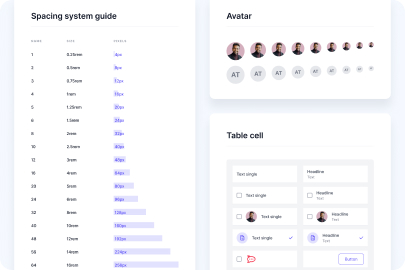 Spacing system guide
NAME SIZE PIXELS
1 0.25rem 4px
2 0.5rem 8px
3 0.75rem 12px
4 1rem 16px
5 1.25rem 20px
6 1.5rem 24px
8 2rem 32px
10 2.5rem 40px
12 3rem 48px
16 4rem 64px
20 5rem 80px
24 6rem 96px
32 8rem 128px
40 10rem 160px
48 12rem 192px
56 14rem 224px
64 16rem 256px
Avatar
AT AT AT AT AT AT
Table cell
Text single
Headline
Text
Text single
Headline
Text
Text single
Headline
Text
Text single
Headline
Text
Button